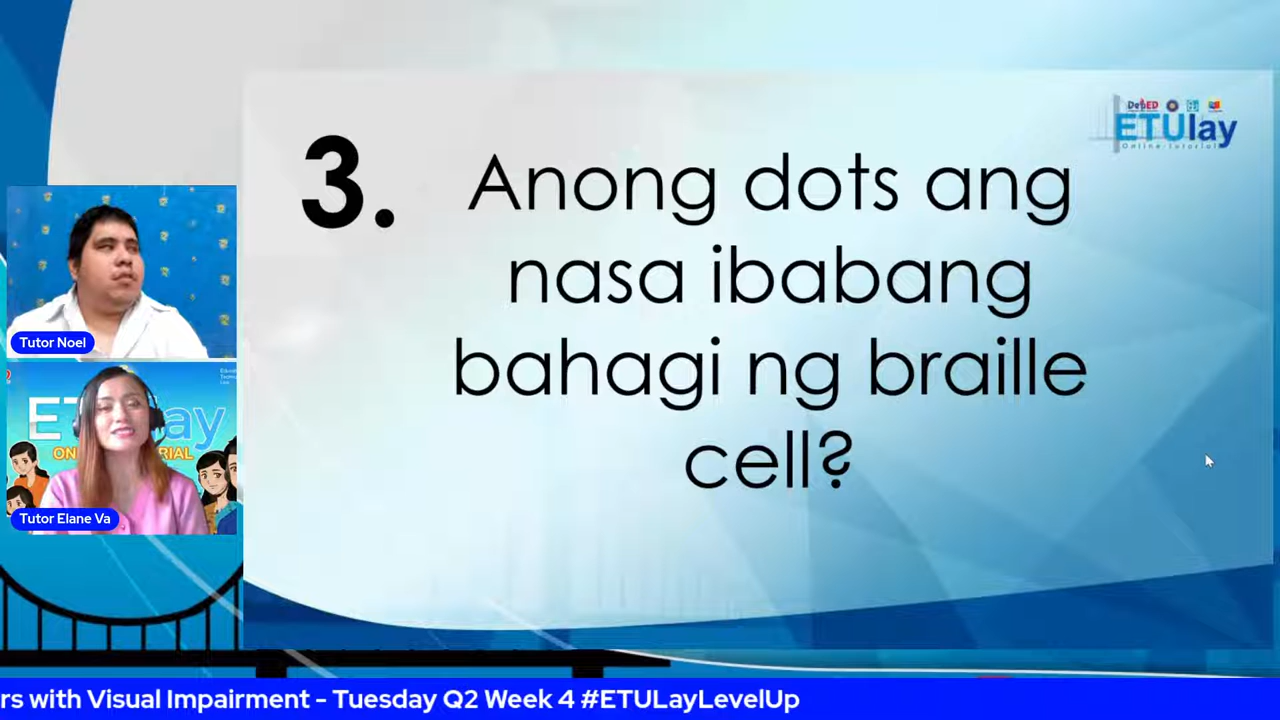 3. Anong dots ang
nasa ibabang
bahagi ng braille
cell?
DepED
ETUlay
Online Tutorial
Tutor Noel
Tutor Elane Va
rs with Visual Impairment - Tuesday Q2 Week 4 #ETULayLevelUp